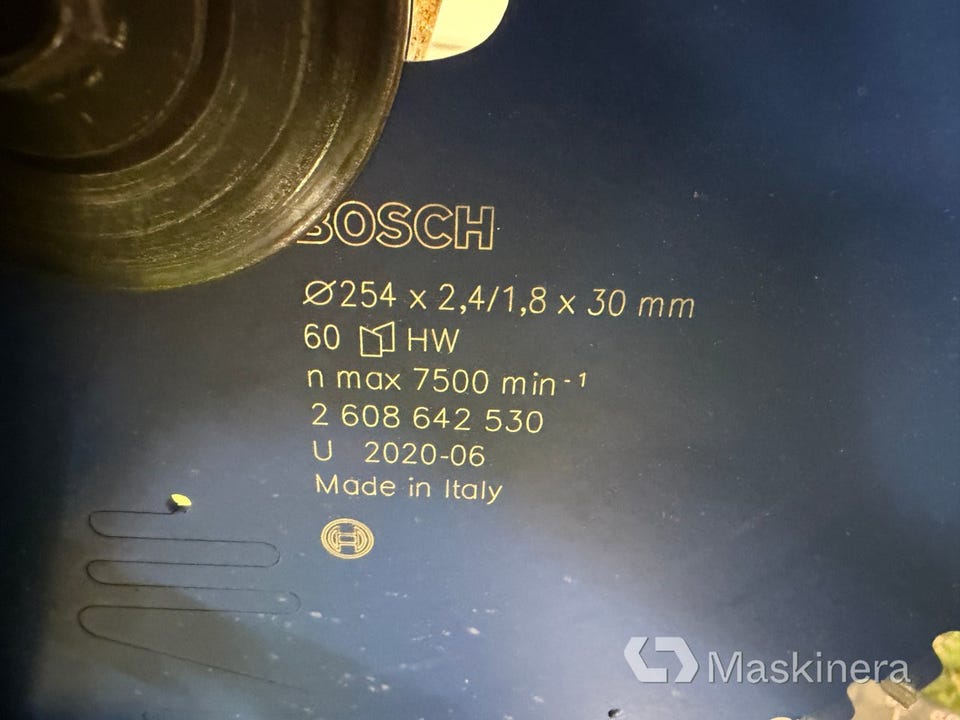 BOSCH
Ø254 x 2,4/1,8 x 30 mm
60 HW
n max 7500 min⁻¹
2 608 642 530
U 2020-06
Made in Italy
Maskinera